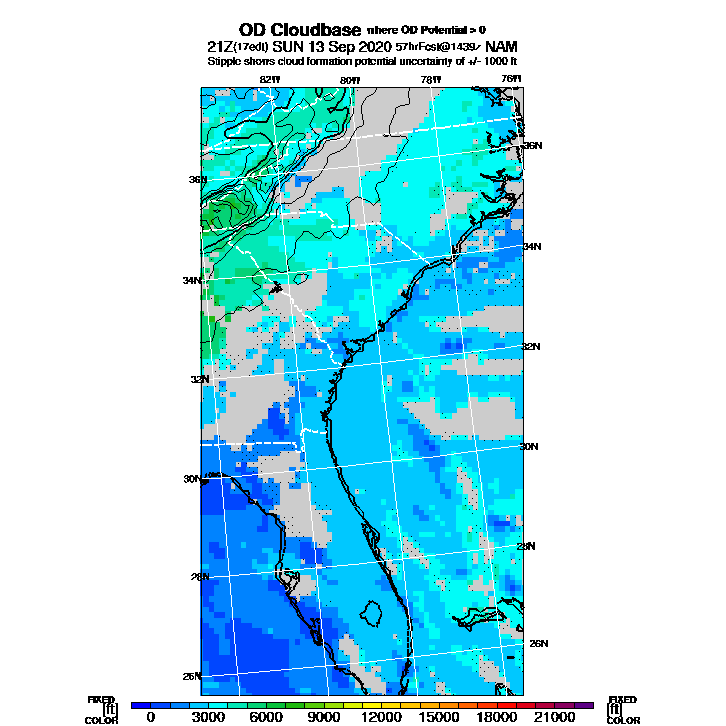 OD Cloudbase where OD Potential > 0
21Z(17edt) SUN 13 Sep 2020 57hrFcst@1439z NAM
Stipple shows cloud formation potential uncertainty of +/- 1000 ft
82W 80W 78W 76W
36N 36N
34N 34N
32N 32N
30N 30N
28N 28N
26N 26N
FIXED FIXED
[ft] [ft]
COLOR COLOR
0 3000 6000 9000 12000 15000 18000 21000